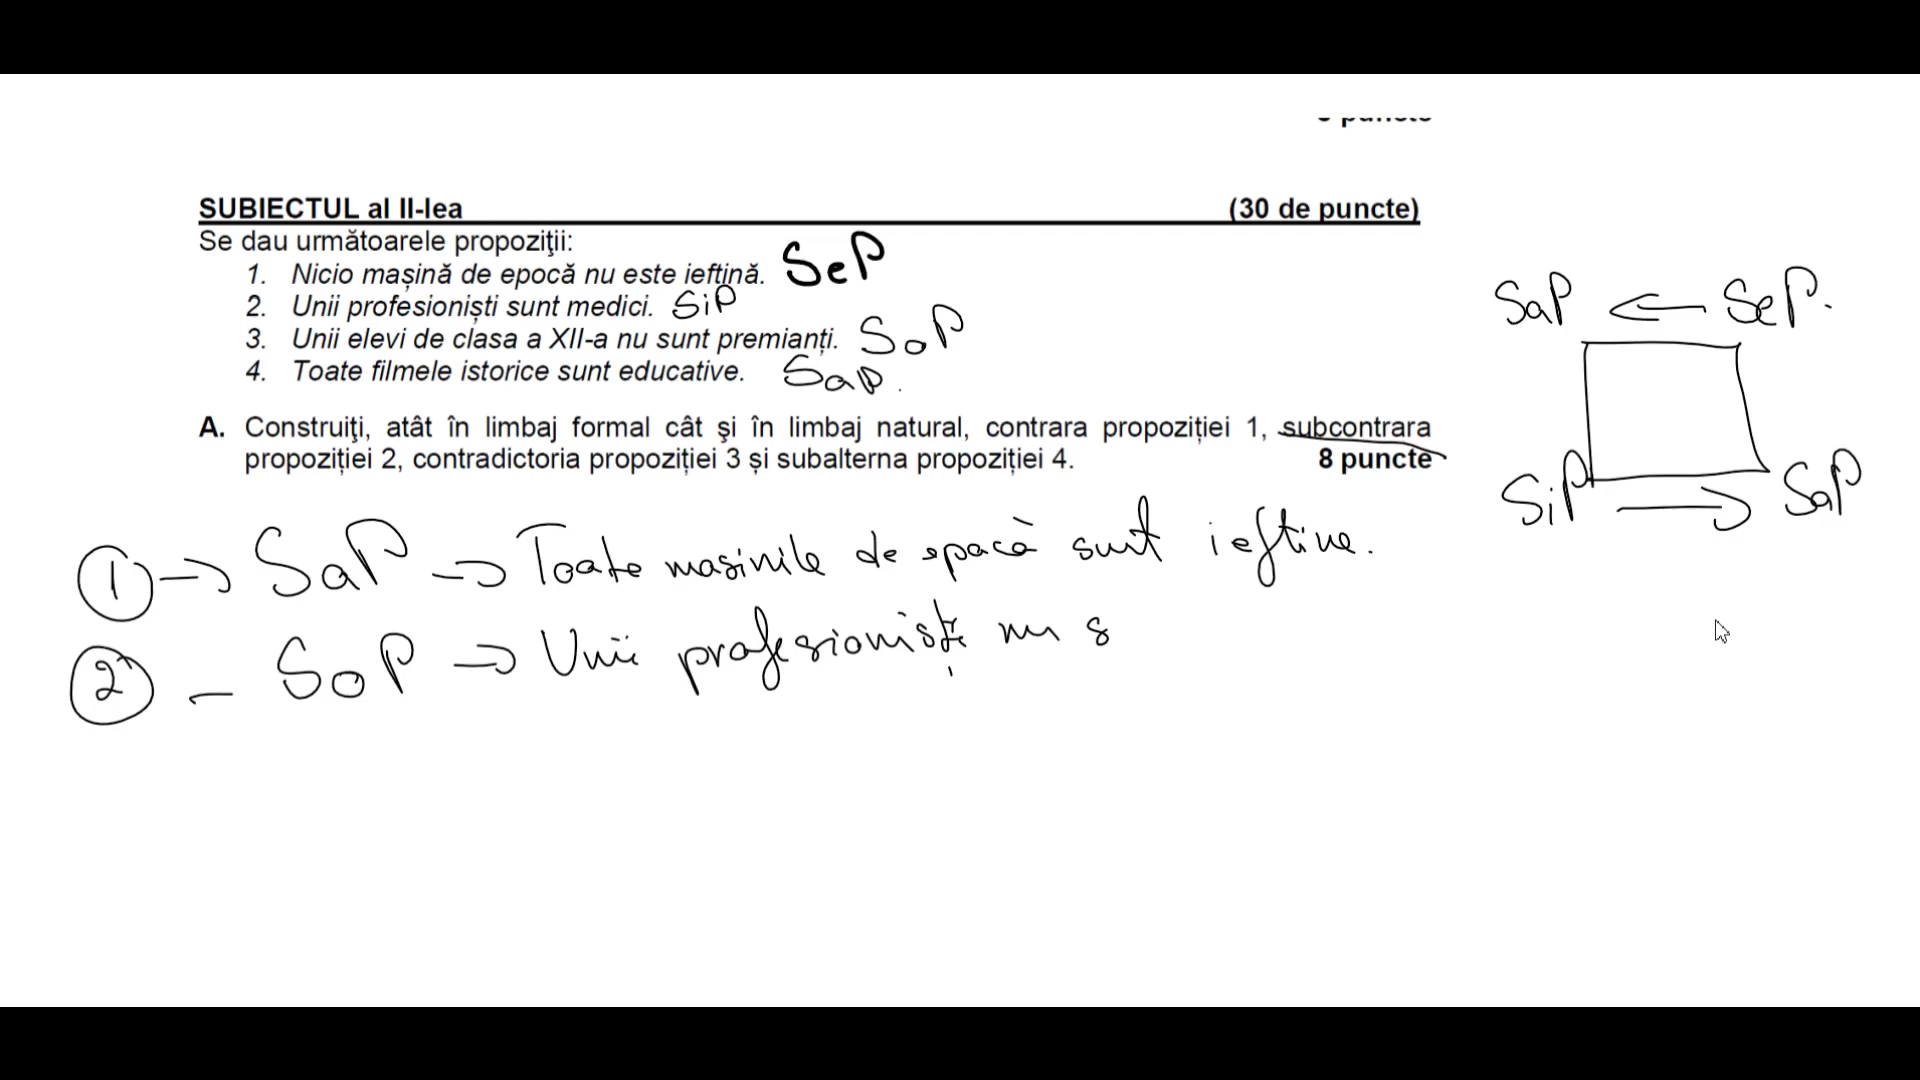 SUBIECTUL al II-lea (30 de puncte)
Se dau următoarele propoziţii:
1. Nicio mașină de epocă nu este ieftină. SeP
2. Unii profesioniști sunt medici. SiP
3. Unii elevi de clasa a XII-a nu sunt premianți. SoP
4. Toate filmele istorice sunt educative. SaP.
SaP ← SeP.
A. Construiţi, atât în limbaj formal cât şi în limbaj natural, contrara propoziției 1, subcontrara
propoziției 2, contradictoria propoziției 3 și subalterna propoziției 4. 8 puncte
SiP → SoP
1 → SaP → Toate masinile de epocă sunt ieftine.
2 – SoP → Unii profesioniști nu s